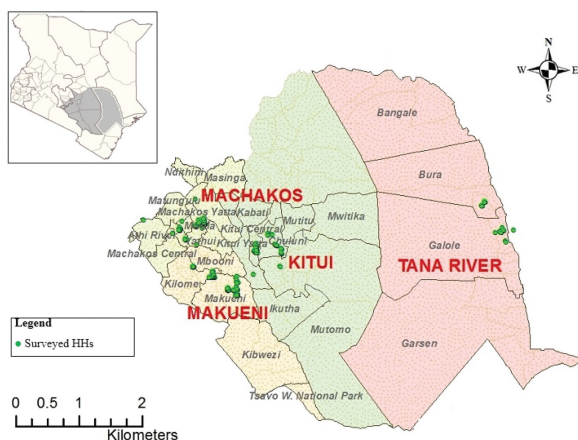 N
W E
S
Bangale
Ndithini
Masinga
Bura
MACHAKOS
Matungulu
Machakos
Yatta
Kabati
Mutitu
Mwitika
Kitui Central
Athi River
Yathui
Kitui
Yatta
Chuluni
Galole
Machakos Central
Mbooni
KITUI
TANA RIVER
Kilome
Makueni
Ikutha
MAKUENI
Legend
Surveyed HHs
Mutomo
Garsen
Kibwezi
Tsavo W. National Park
0 0.5 1 2
Kilometers